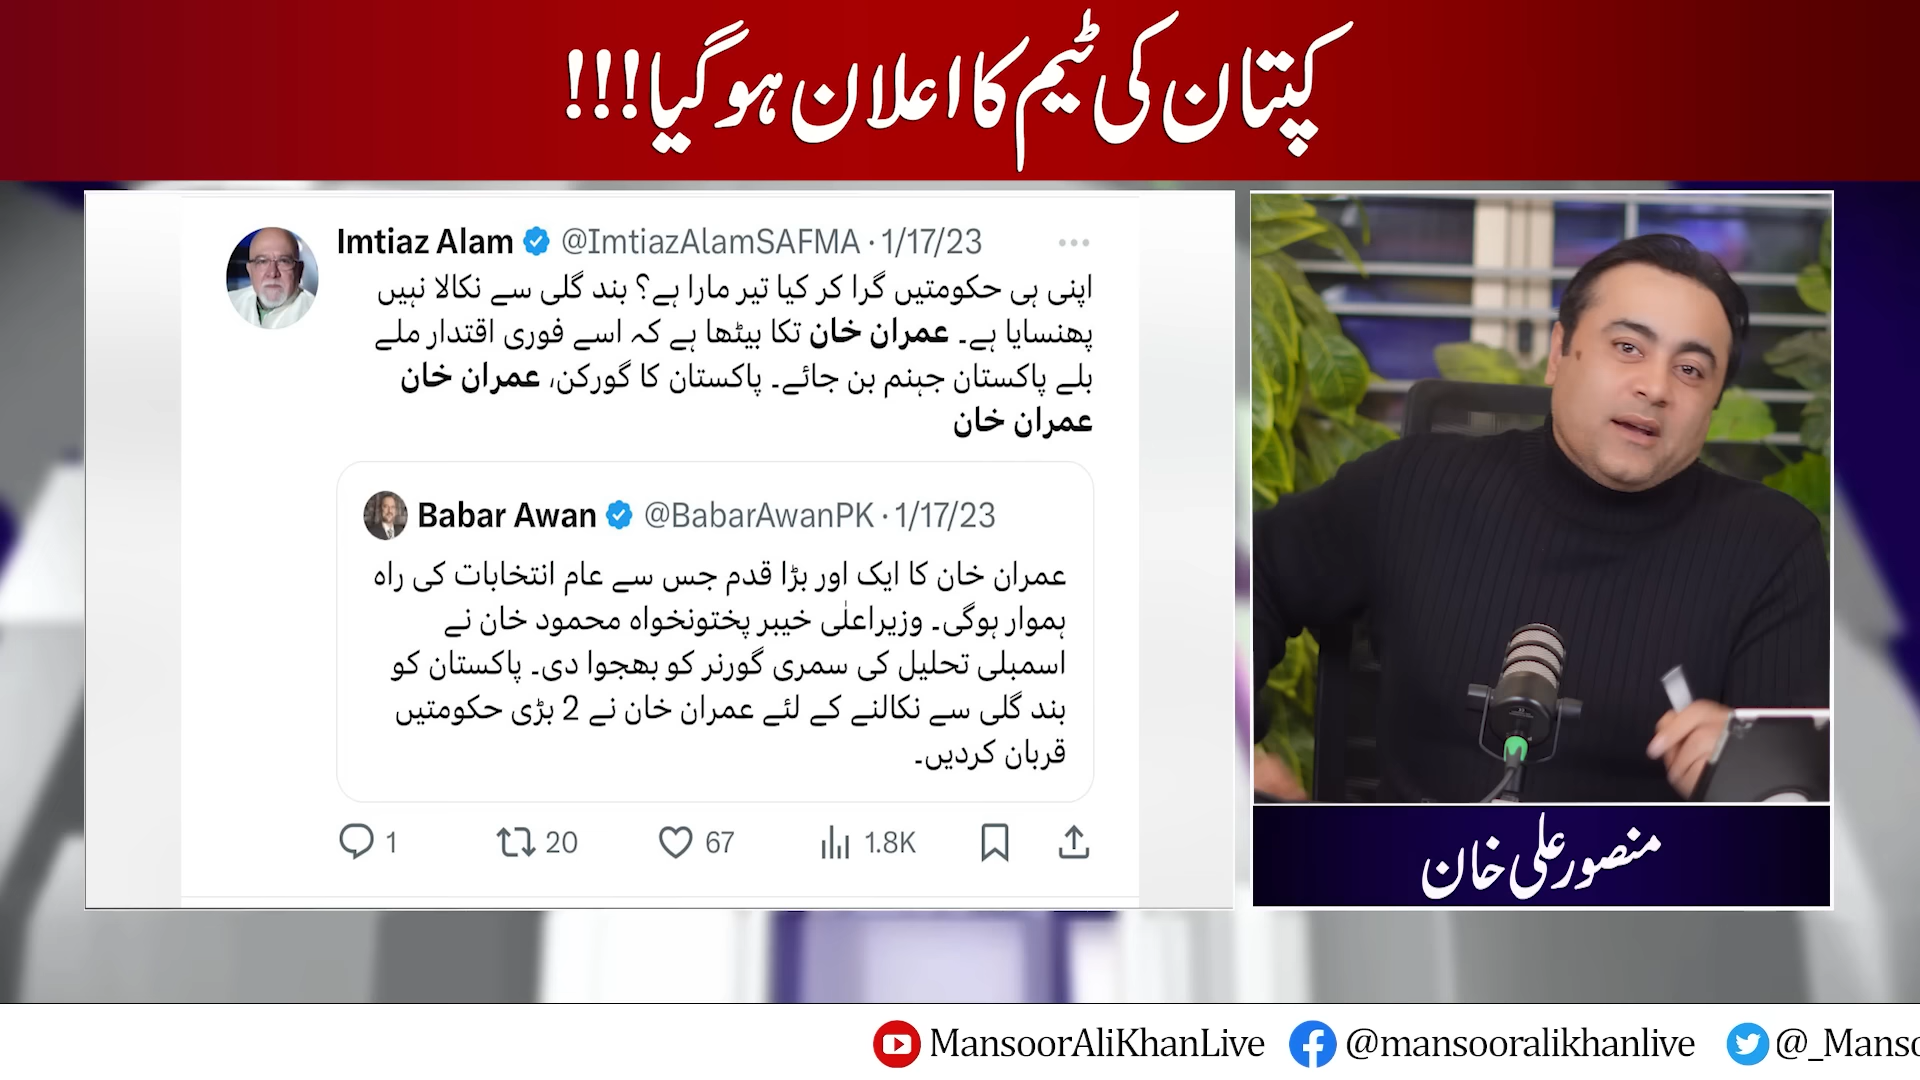 کپتان کی ٹیم کا اعلان ہو گیا!!!
Imtiaz Alam @ImtiazAlamSAFMA · 1/17/23
اپنی ہی حکومتیں گرا کر کیا تیر مارا ہے؟ بند گلی سے نکالا نہیں
پھنسایا ہے۔ عمران خان تکا بیٹھا ہے کہ اسے فوری اقتدار ملے
بلے پاکستان جہنم بن جائے۔ پاکستان کا گورکن، عمران خان
عمران خان
Babar Awan @BabarAwanPK · 1/17/23
عمران خان کا ایک اور بڑا قدم جس سے عام انتخابات کی راہ
ہموار ہوگی۔ وزیراعلٰی خیبر پختونخواہ محمود خان نے
اسمبلی تحلیل کی سمری گورنر کو بھجوا دی۔ پاکستان کو
بند گلی سے نکالنے کے لئے عمران خان نے 2 بڑی حکومتیں
قربان کردیں۔
1 20 67 1.8K
منصور علی خان
MansoorAliKhanLive @mansooralikhanlive @_Manso